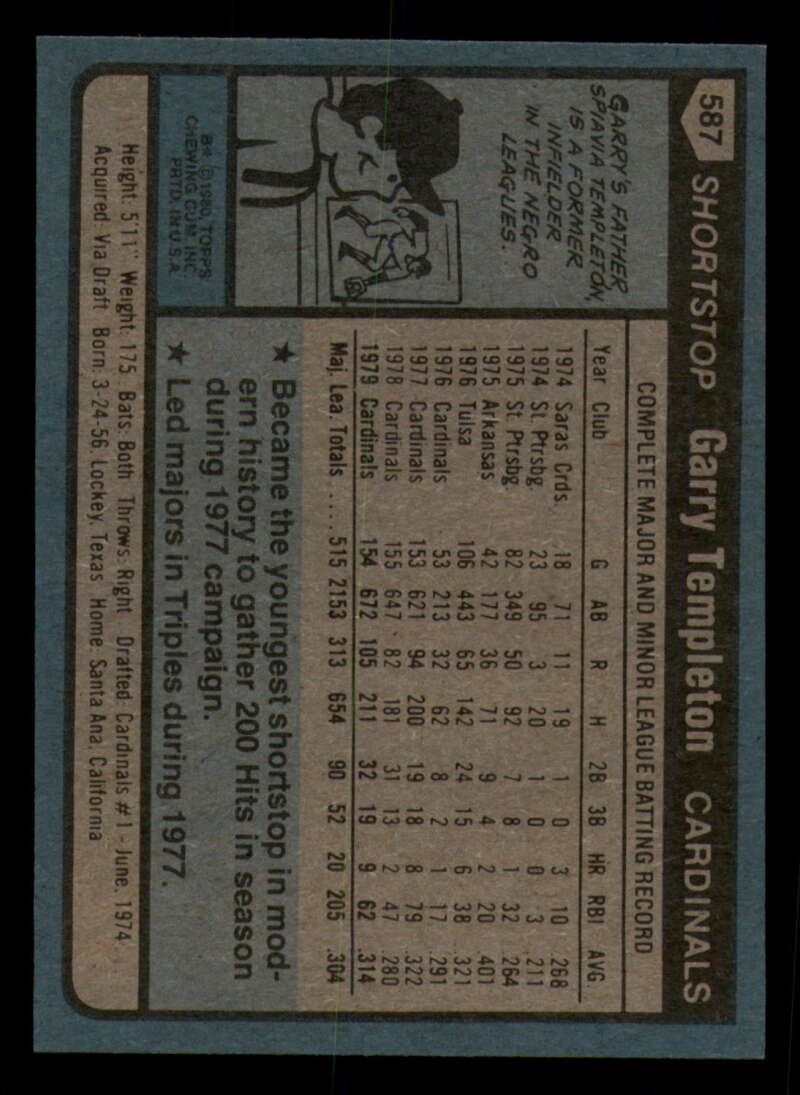 587 SHORTSTOP Garry Templeton CARDINALS
GARRY'S FATHER
SPIAVIA TEMPLETON,
IS A FORMER
INFIELDER
IN THE NEGRO
LEAGUES.
B* © 1980, TOPPS
CHEWING GUM, INC.
PRTD. IN U.S.A.
COMPLETE MAJOR AND MINOR LEAGUE BATTING RECORD
Year Club G AB R H 2B 3B HR RBI AVG
1974 Saras Crds. 18 71 11 19 1 0 3 10 .268
1974 St. Ptrsbg. 23 95 3 20 1 0 0 3 .211
1975 St. Ptrsbg. 82 349 50 92 7 8 1 32 .264
1975 Arkansas 42 177 36 71 9 4 2 20 .401
1976 Tulsa 106 443 65 142 24 15 6 38 .321
1976 Cardinals 53 213 32 62 8 2 1 17 .291
1977 Cardinals 153 621 94 200 19 18 8 79 .322
1978 Cardinals 155 647 82 181 31 13 2 47 .280
1979 Cardinals 154 672 105 211 32 19 9 62 .314
Maj. Lea. Totals .... 515 2153 313 654 90 52 20 205 .304
★ Became the youngest shortstop in mod-
ern history to gather 200 Hits in season
during 1977 campaign.
★ Led majors in Triples during 1977.
Height: 5'11" Weight: 175 Bats: Both Throws: Right Drafted: Cardinals #1 - June, 1974
Acquired: Via Draft Born: 3-24-56, Lockey, Texas Home: Santa Ana, California